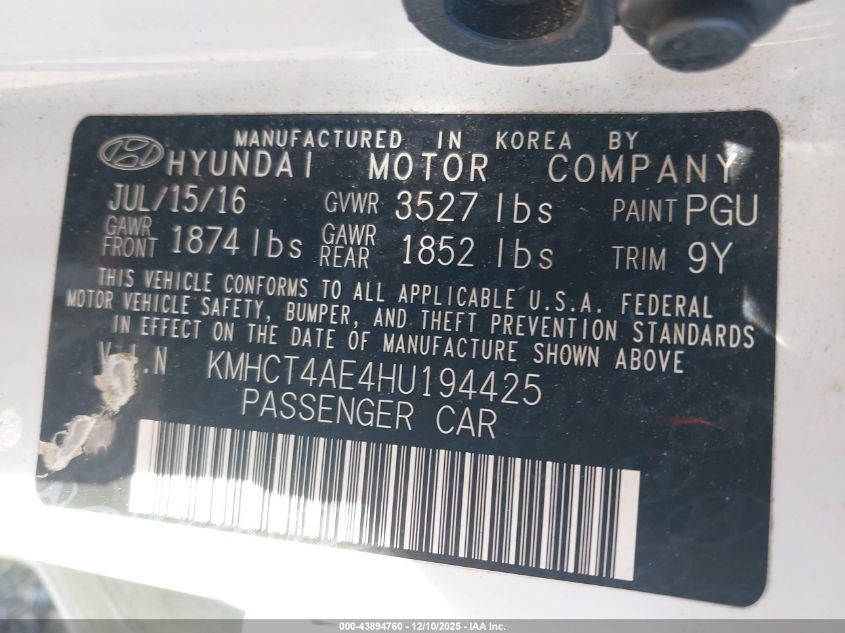 MANUFACTURED IN KOREA BY
HYUNDAI MOTOR COMPANY
JUL/15/16 GVWR 3527 lbs PAINT PGU
GAWR FRONT 1874 lbs GAWR REAR 1852 lbs TRIM 9Y
THIS VEHICLE CONFORMS TO ALL APPLICABLE U.S.A. FEDERAL
MOTOR VEHICLE SAFETY, BUMPER, AND THEFT PREVENTION STANDARDS
IN EFFECT ON THE DATE OF MANUFACTURE SHOWN ABOVE
V.I.N KMHCT4AE4HU194425
PASSENGER CAR
000-43894760 - 12/10/2025 - IAA Inc.